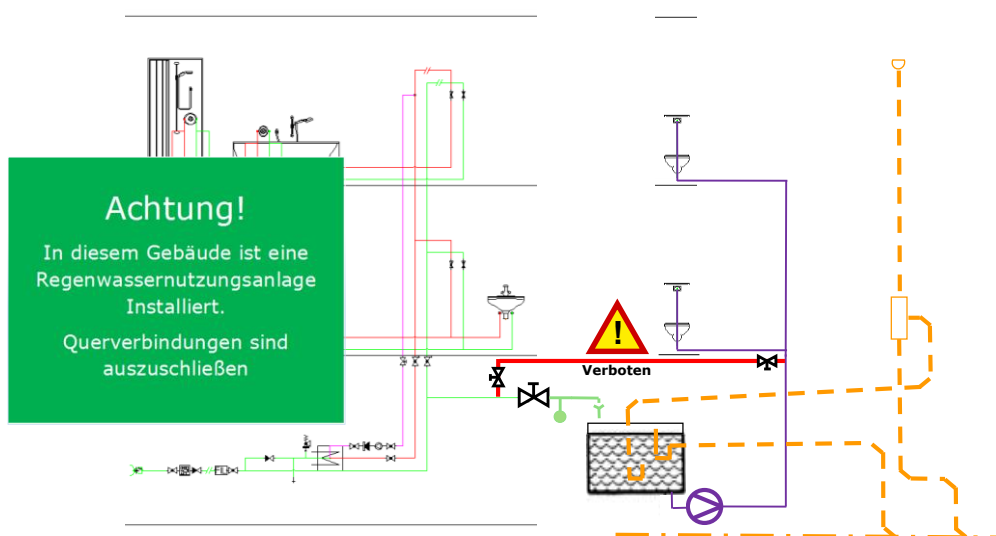 Achtung!
In diesem Gebäude ist eine
Regenwassernutzungsanlage
Installiert.
Querverbindungen sind
auszuschließen
!
Verboten